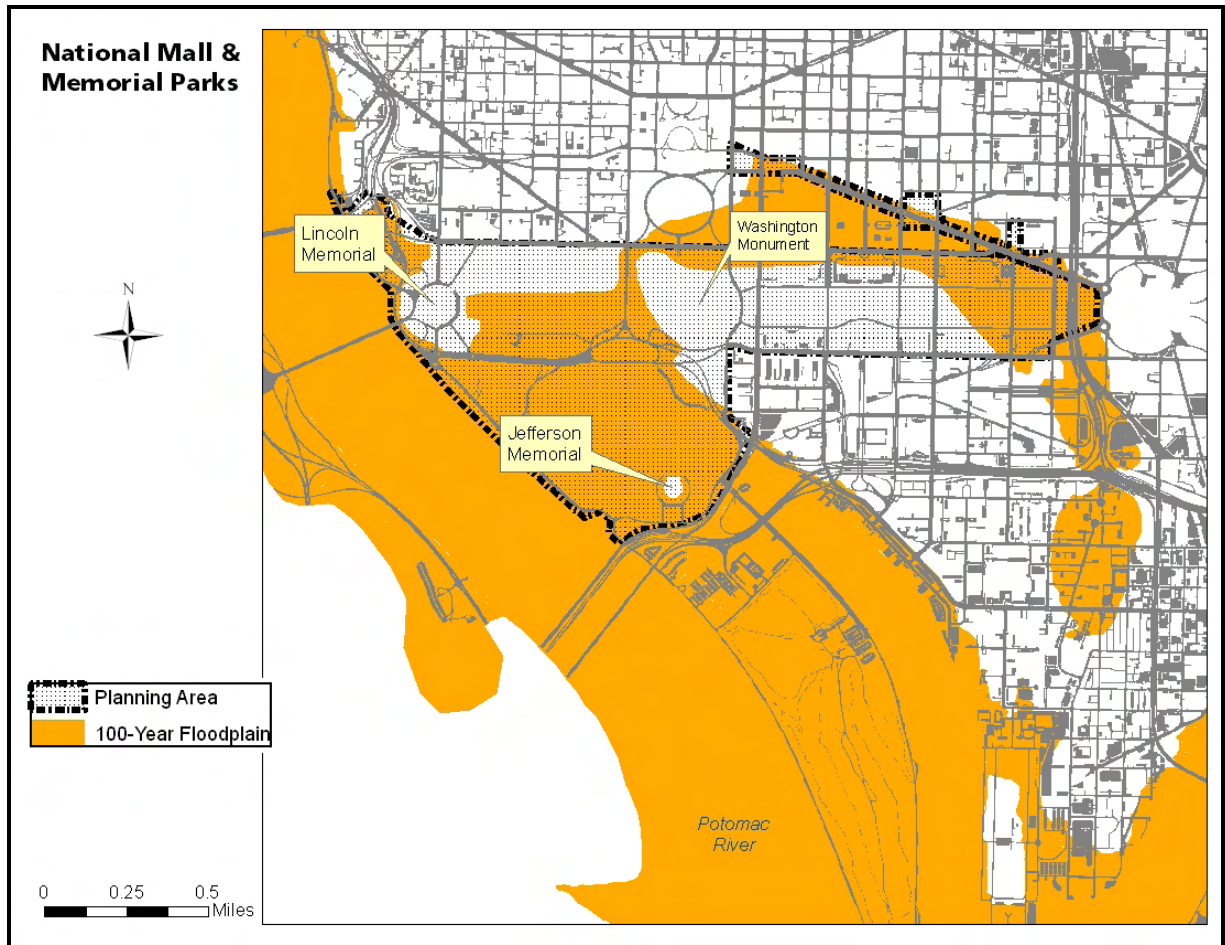 National Mall &
Memorial Parks
Lincoln
Memorial
Washington
Monument
N
Jefferson
Memorial
Planning Area
100-Year Floodplain
Potomac
River
0 0.25 0.5
Miles